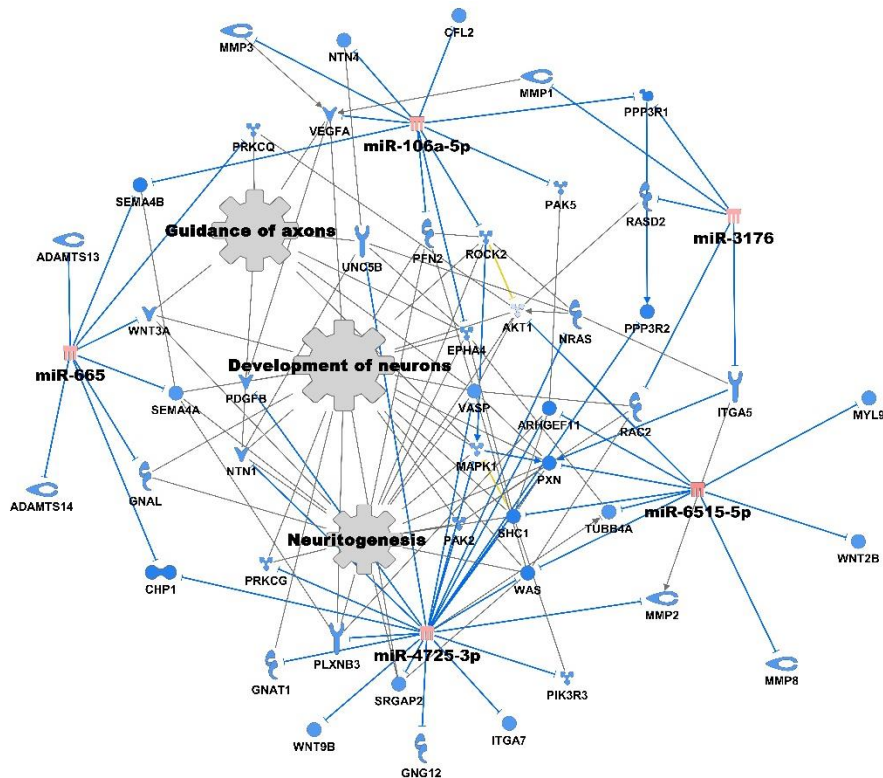 CFL2
MMP3
NTN4
MMP1
PPP3R1
VEGFA
PRKCQ
miR-106a-5p
SEMA4B
PAK5
RASD2
miR-3176
Guidance of axons
ADAMTS13
UNC5B
PFN2
ROCK2
WNT3A
AKT1
NRAS
PPP3R2
EPHA4
Development of neurons
miR-665
SEMA4A
PDGFB
VASP
ARHGEF11
RAC2
ITGA5
MYL9
NTN1
MAPK1
PXN
GNAL
ADAMTS14
miR-6515-5p
Neuritogenesis
PAK2
SHC1
TUBB4A
WNT2B
PRKCG
CHP1
WAS
MMP2
PLXNB3
miR-4725-3p
GNAT1
SRGAP2
PIK3R3
MMP8
WNT9B
ITGA7
GNG12